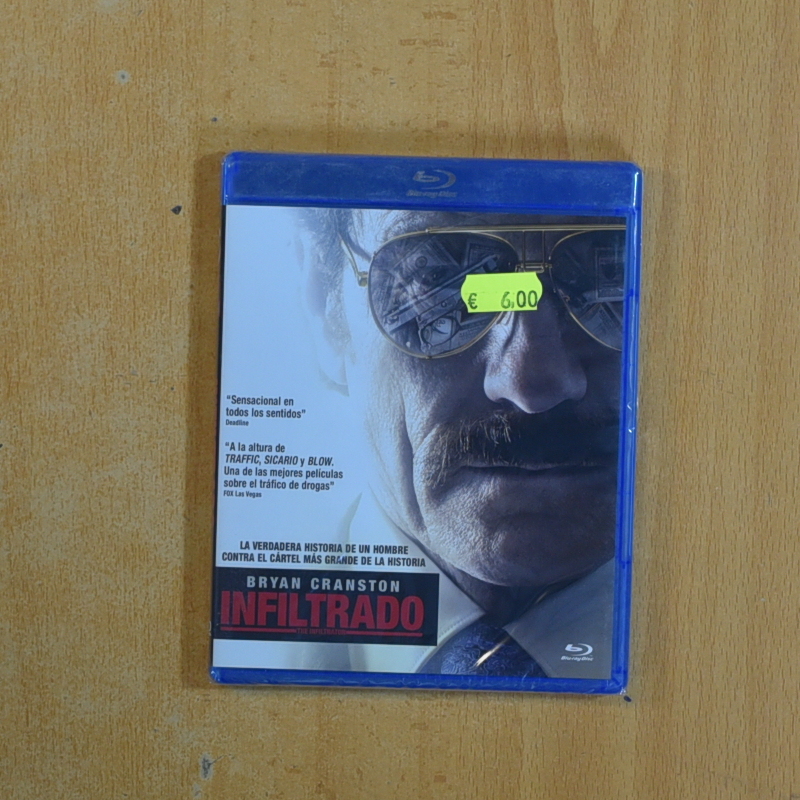 Blu-ray Disc
€ 6,00
"Sensacional en
todos los sentidos"
Deadline
"A la altura de
TRAFFIC, SICARIO y BLOW.
Una de las mejores películas
sobre el tráfico de drogas"
FOX Las Vegas
LA VERDADERA HISTORIA DE UN HOMBRE
CONTRA EL CÁRTEL MÁS GRANDE DE LA HISTORIA
BRYAN CRANSTON
INFILTRADO
THE INFILTRATOR
Blu-ray Disc